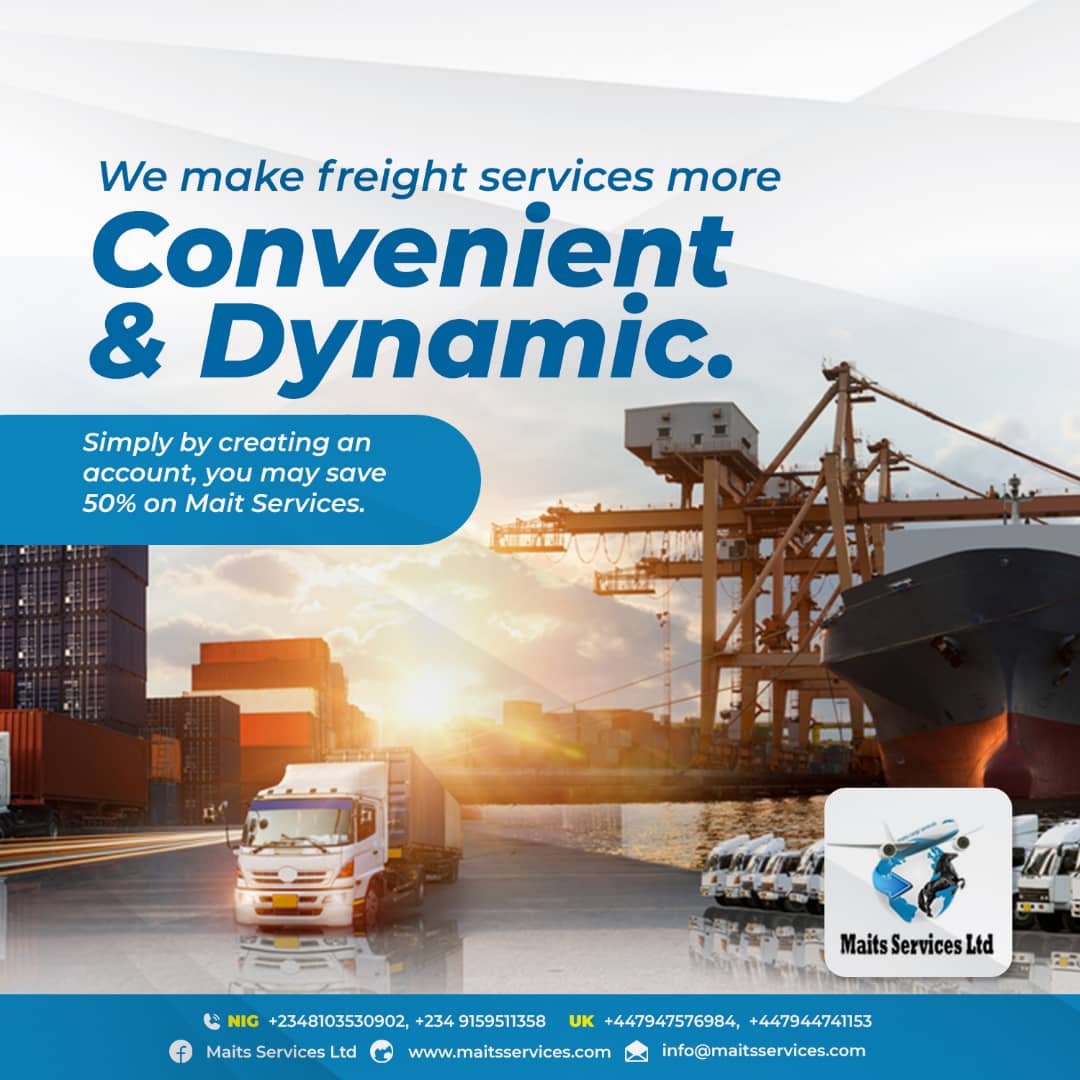 We make freight services more
Convenient
& Dynamic.
Simply by creating an
account, you may save
50% on Mait Services.
Maits Services Ltd
NIG +2348103530902, +234 9159511358 UK +447947576984, +447944741153
Maits Services Ltd www.maitsservices.com info@maitsservices.com